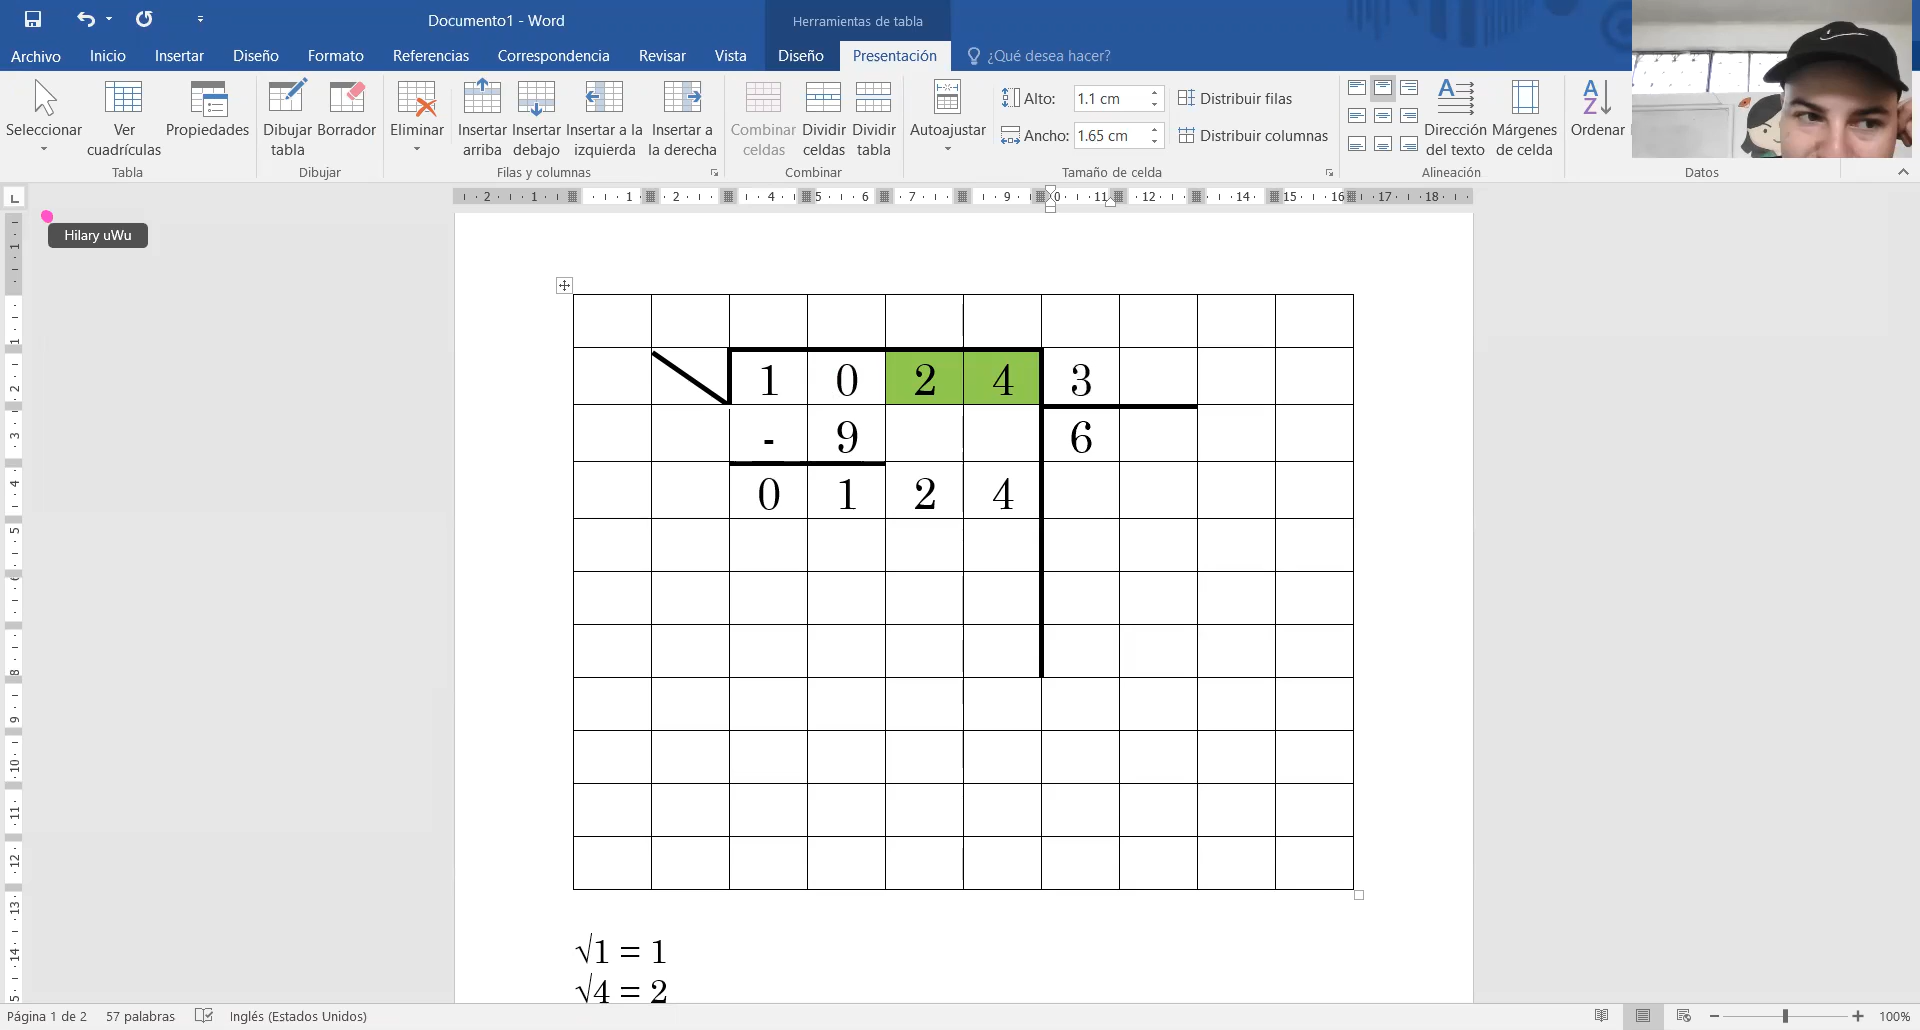 Documento1 - Word
Herramientas de tabla
Archivo
Inicio
Insertar
Diseño
Formato
Referencias
Correspondencia
Revisar
Vista
Diseño
Presentación
¿Qué desea hacer?
Seleccionar
Ver cuadrículas
Propiedades
Tabla
Dibujar tabla
Borrador
Dibujar
Eliminar
Insertar arriba
Insertar debajo
Insertar a la izquierda
Insertar a la derecha
Filas y columnas
Combinar celdas
Dividir celdas
Dividir tabla
Combinar
Autoajustar
Alto: 1.1 cm
Ancho: 1.65 cm
Distribuir filas
Distribuir columnas
Tamaño de celda
Dirección del texto
Márgenes de celda
Alineación
Ordenar
Datos
Hilary uWu
1 0 2 4 3
- 9 6
0 1 2 4
√1 = 1
√4 = 2
Página 1 de 2
57 palabras
Inglés (Estados Unidos)
100%